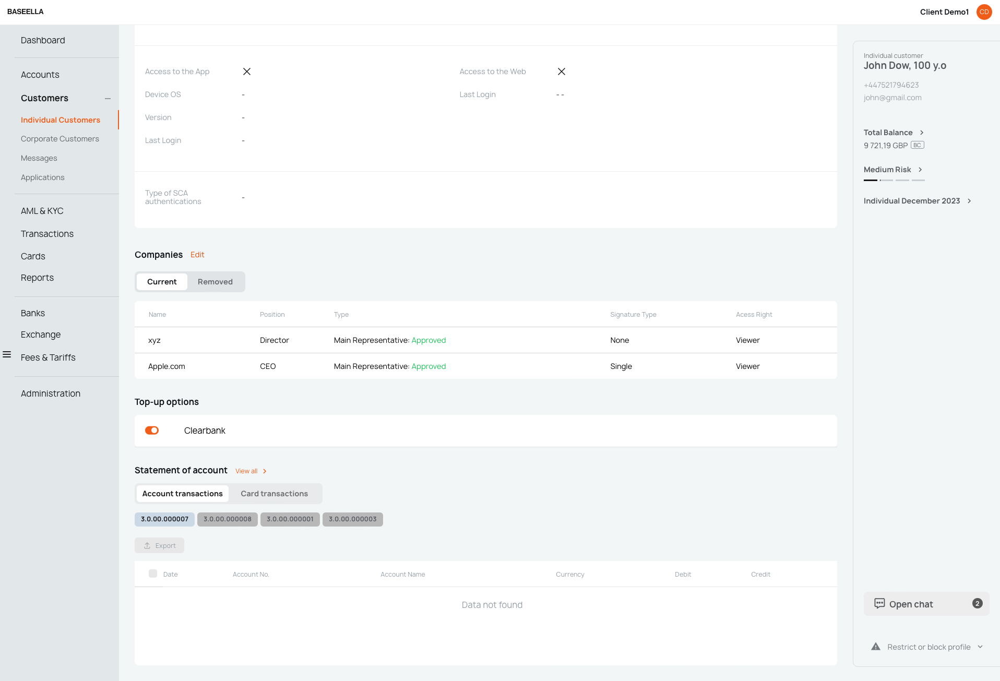 BASEELLA
Client Demo1
CD
Dashboard
Accounts
Customers
Individual Customers
Corporate Customers
Messages
Applications
AML & KYC
Transactions
Cards
Reports
Banks
Exchange
Fees & Tariffs
Administration
Access to the App
Access to the Web
Device OS
-
Last Login
- -
Version
-
Last Login
-
Type of SCA
authentications
-
Companies Edit
Current Removed
Name Position Type Signature Type Acess Right
xyz Director Main Representative: Approved None Viewer
Apple.com CEO Main Representative: Approved Single Viewer
Top-up options
Clearbank
Statement of account View all
Account transactions Card transactions
3.0.00.000007 3.0.00.000008 3.0.00.000001 3.0.00.000003
Export
Date Account No. Account Name Currency Debit Credit
Data not found
Individual customer
John Dow, 100 y.o
+447521794623
john@gmail.com
Total Balance
9 721,19 GBP BC
Medium Risk
Individual December 2023
Open chat 2
Restrict or block profile